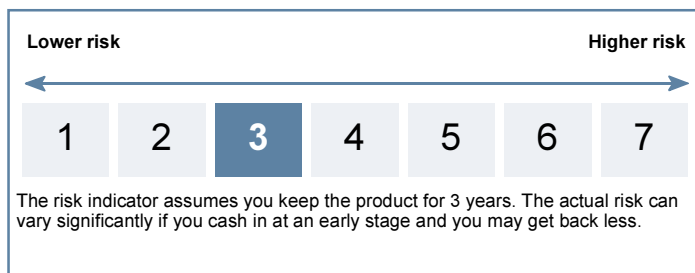 Lower risk Higher risk
1 2 3 4 5 6 7
The risk indicator assumes you keep the product for 3 years. The actual risk can
vary significantly if you cash in at an early stage and you may get back less.